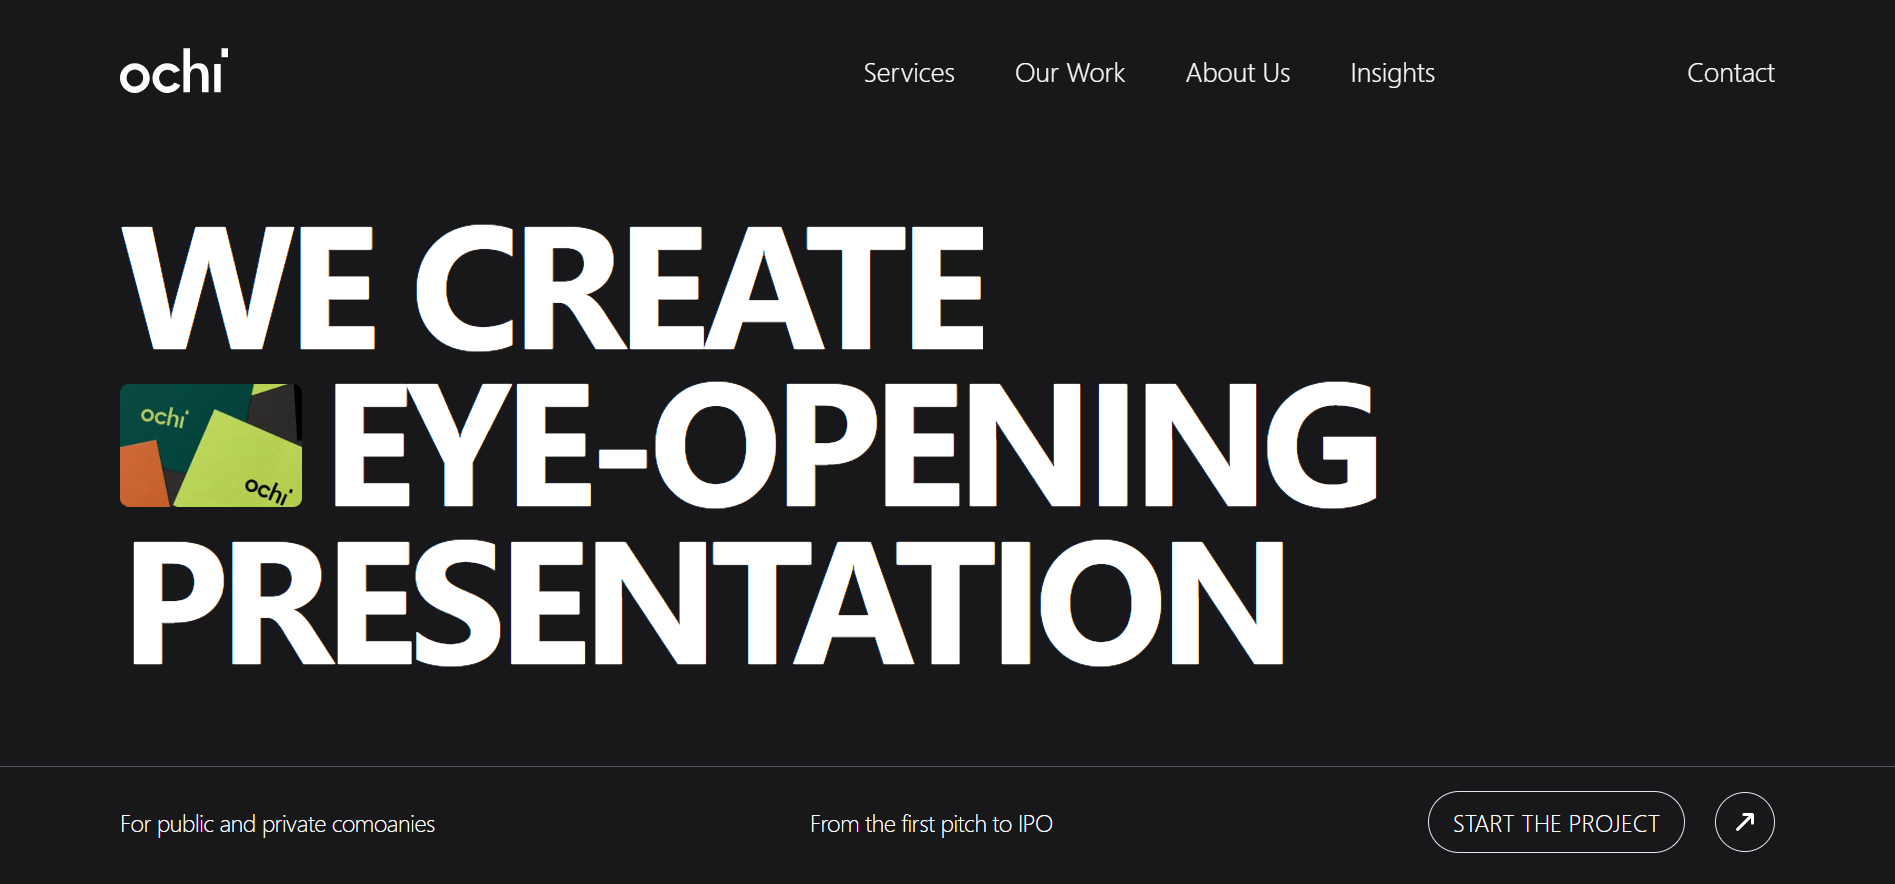 ochi
Services Our Work About Us Insights Contact
WE CREATE
ochi
ochi
EYE-OPENING
PRESENTATION
For public and private comoanies From the first pitch to IPO START THE PROJECT